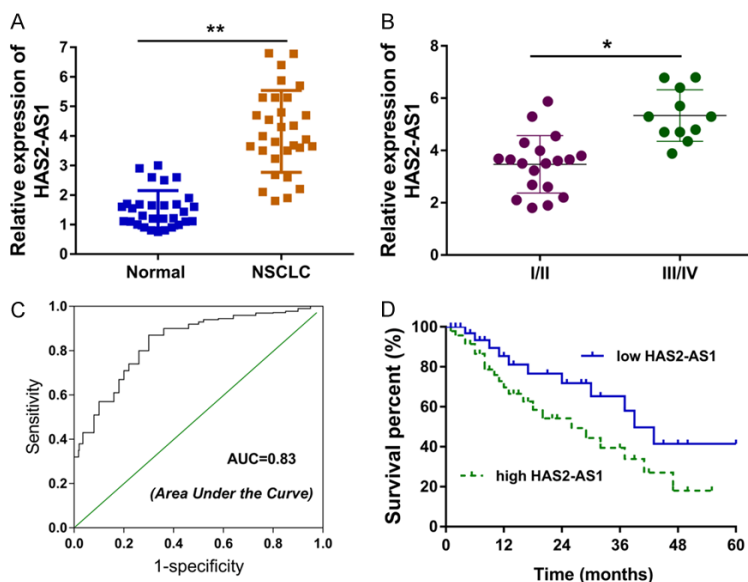 A
Relative expression of
HAS2-AS1
7
6
5
4
3
2
1
0
**
Normal
NSCLC
B
Relative expression of
HAS2-AS1
8
6
4
2
0
*
I/II
III/IV
C
Sensitivity
1.0
0.8
0.6
0.4
0.2
0.0
AUC=0.83
(Area Under the Curve)
0.0
0.2
0.4
0.6
0.8
1.0
1-specificity
D
Survival percent (%)
100
80
60
40
20
0
low HAS2-AS1
high HAS2-AS1
0
12
24
36
48
60
Time (months)